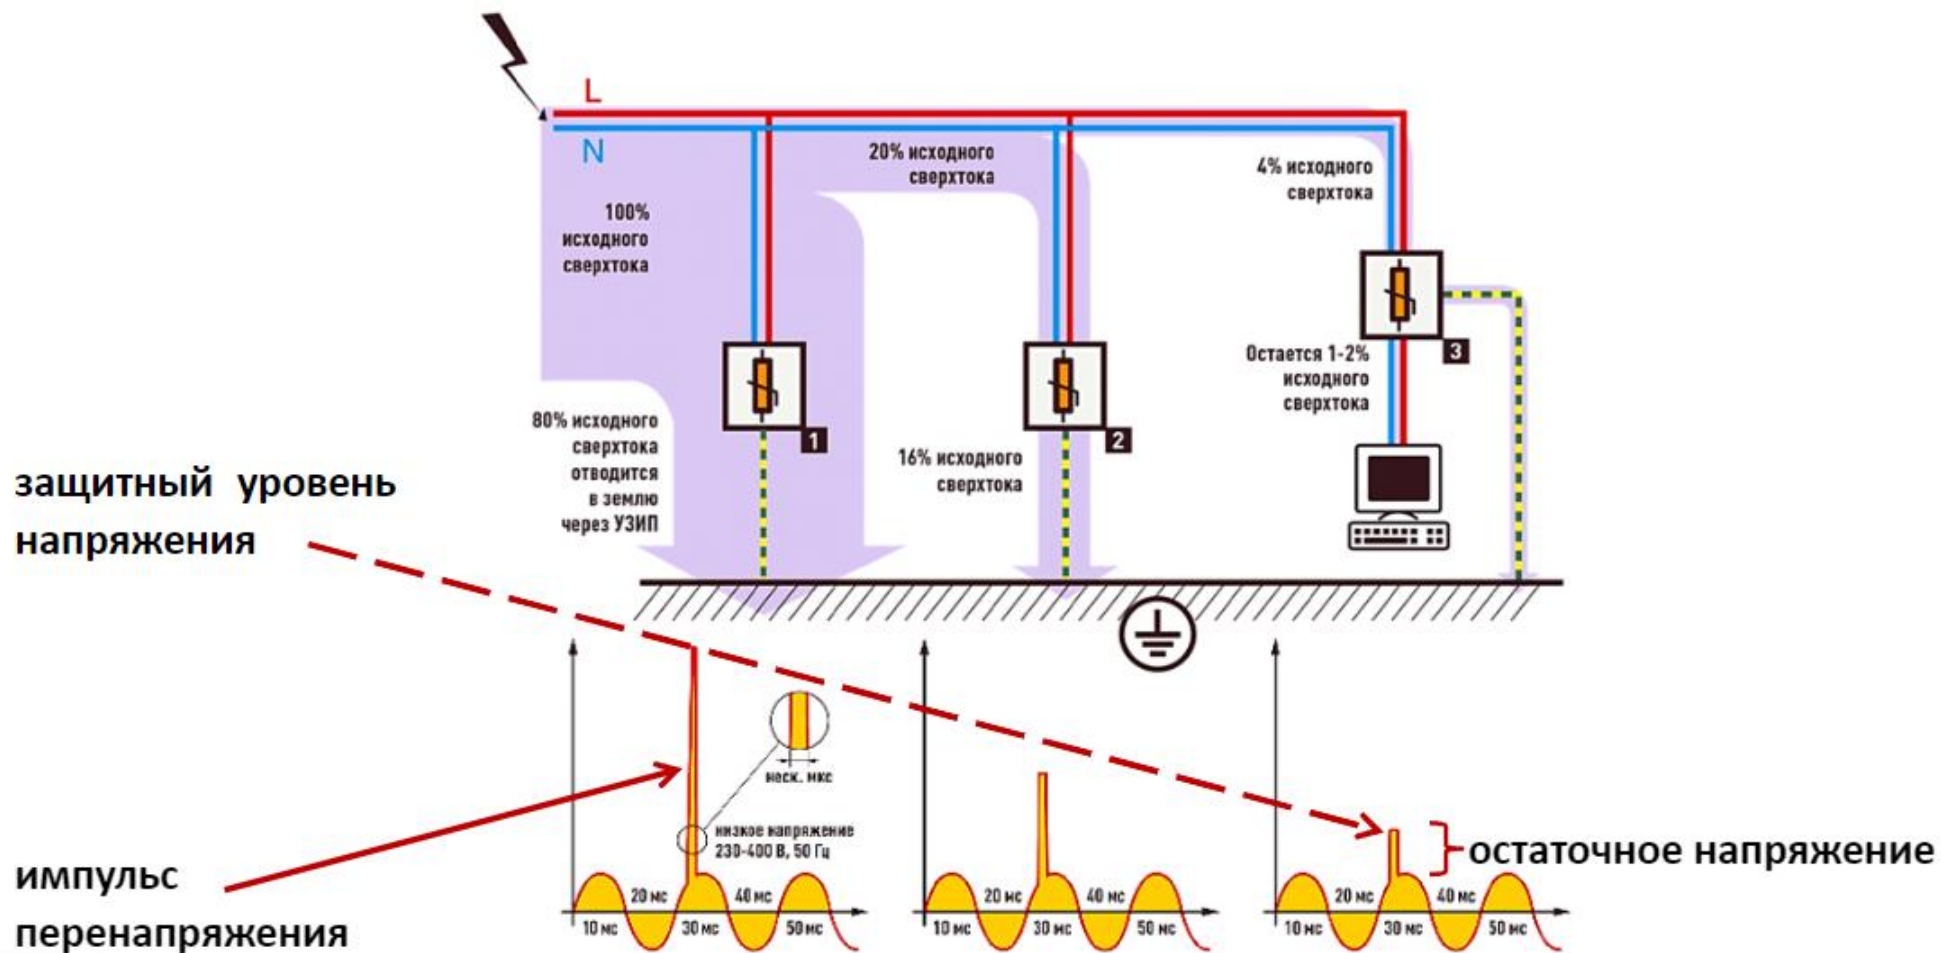 L
N
100%
исходного
сверхтока
20% исходного
сверхтока
4% исходного
сверхтока
80% исходного
сверхтока
отводится
в землю
через УЗИП
1
16% исходного
сверхтока
2
Остается 1-2%
исходного
сверхтока
3
защитный уровень
напряжения
импульс
перенапряжения
неск. мкс
низкое напряжение
230-400 В, 50 Гц
20 мс
40 мс
10 мс
30 мс
50 мс
20 мс
40 мс
10 мс
30 мс
50 мс
20 мс
40 мс
10 мс
30 мс
50 мс
остаточное напряжение